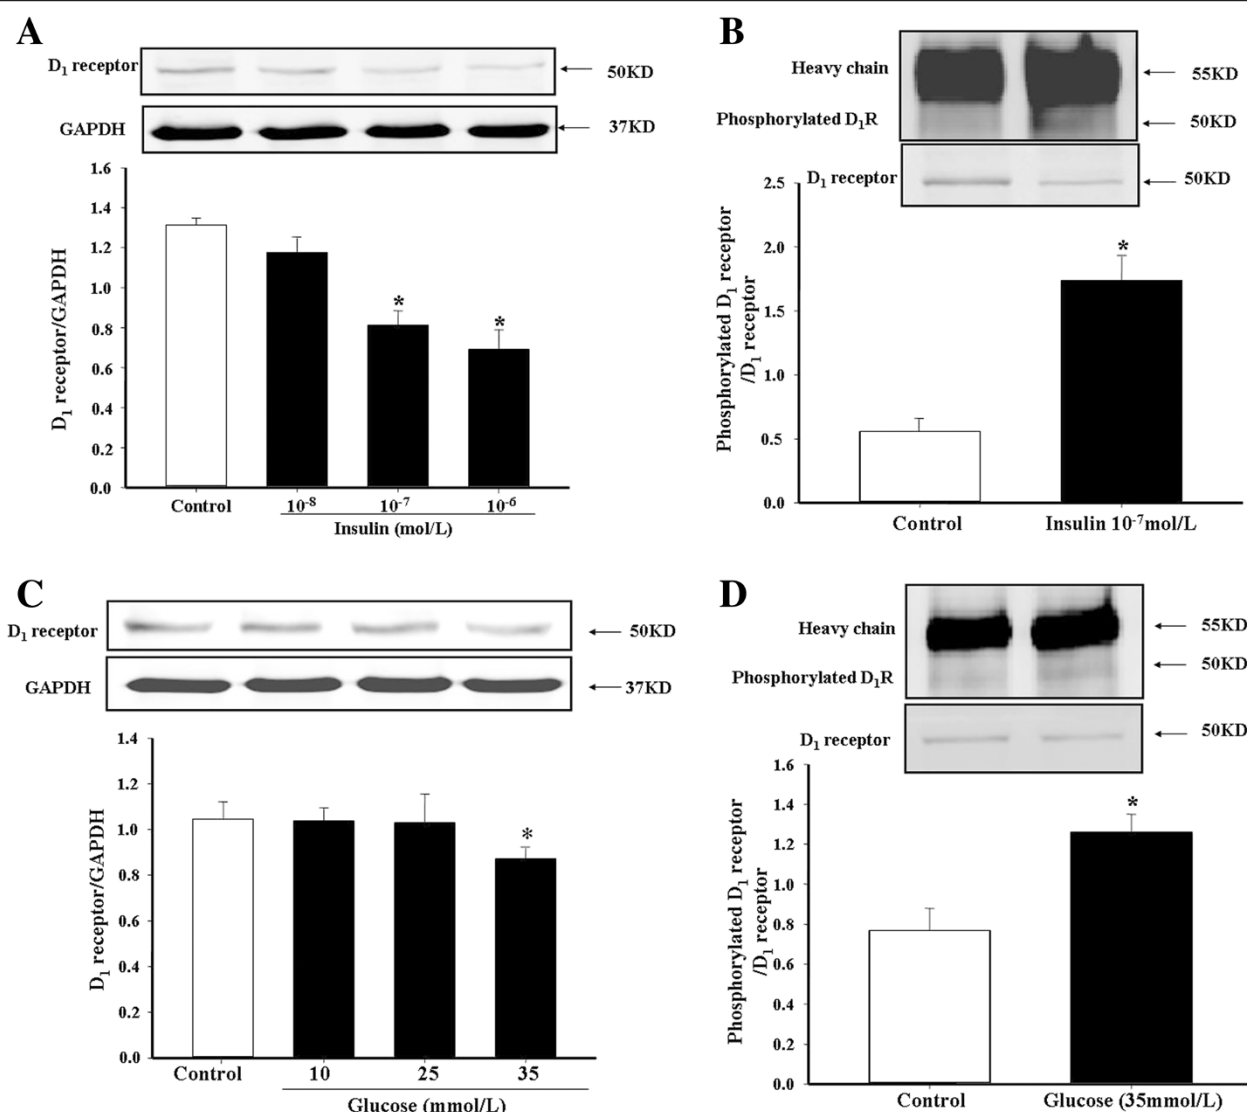 A
D1 receptor
50KD
GAPDH
37KD
1.6
1.4
1.2
1.0
0.8
0.6
0.4
0.2
0.0
D1 receptor/GAPDH
*
*
Control
10-8
10-7
10-6
Insulin (mol/L)
B
Heavy chain
55KD
Phosphorylated D1R
50KD
D1 receptor
50KD
2.5
2.0
1.5
1.0
0.5
0.0
Phosphorylated D1 receptor
/D1 receptor
*
Control
Insulin 10-7mol/L
C
D1 receptor
50KD
GAPDH
37KD
1.4
1.2
1.0
0.8
0.6
0.4
0.2
0.0
D1 receptor/GAPDH
*
Control
10
25
35
Glucose (mmol/L)
D
Heavy chain
55KD
50KD
Phosphorylated D1R
D1 receptor
50KD
1.6
1.4
1.2
1.0
0.8
0.6
0.4
0.2
0.0
Phosphorylated D1 receptor
/D1 receptor
*
Control
Glucose (35mmol/L)